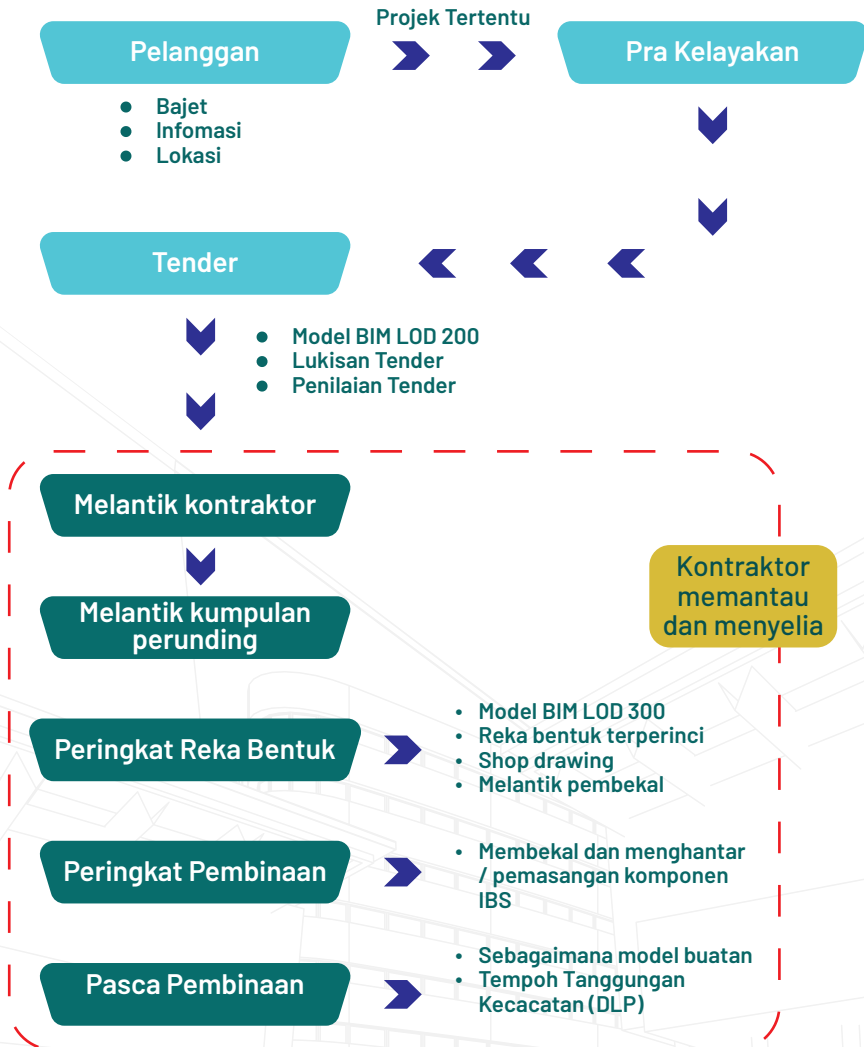 Projek Tertentu
Pelanggan
Pra Kelayakan
● Bajet
● Infomasi
● Lokasi
Tender
● Model BIM LOD 200
● Lukisan Tender
● Penilaian Tender
Melantik kontraktor
Kontraktor
memantau
dan menyelia
Melantik kumpulan
perunding
Peringkat Reka Bentuk
• Model BIM LOD 300
• Reka bentuk terperinci
• Shop drawing
• Melantik pembekal
Peringkat Pembinaan
• Membekal dan menghantar
/ pemasangan komponen
IBS
Pasca Pembinaan
• Sebagaimana model buatan
• Tempoh Tanggungan
Kecacatan (DLP)